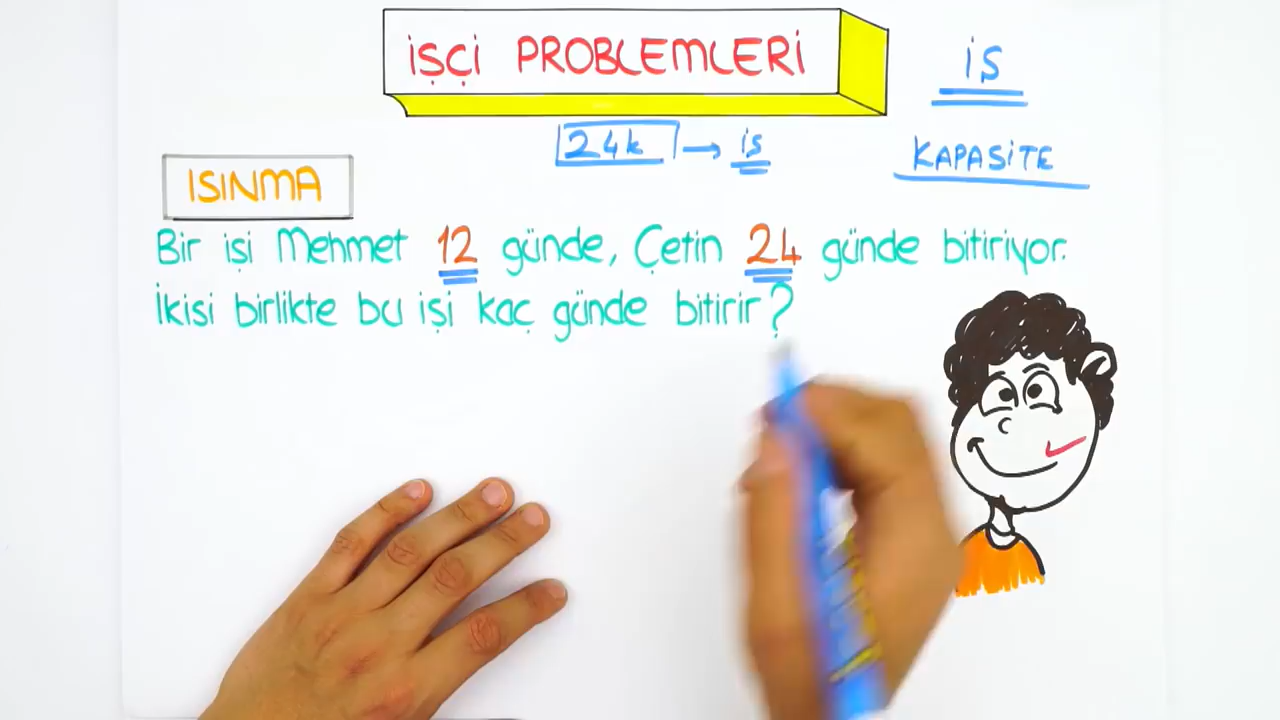 İŞÇİ PROBLEMLERİ
İŞ
24k → iş
KAPASİTE
ISINMA
Bir işi Mehmet 12 günde, Çetin 24 günde bitiriyor.
İkisi birlikte bu işi kaç günde bitirir?